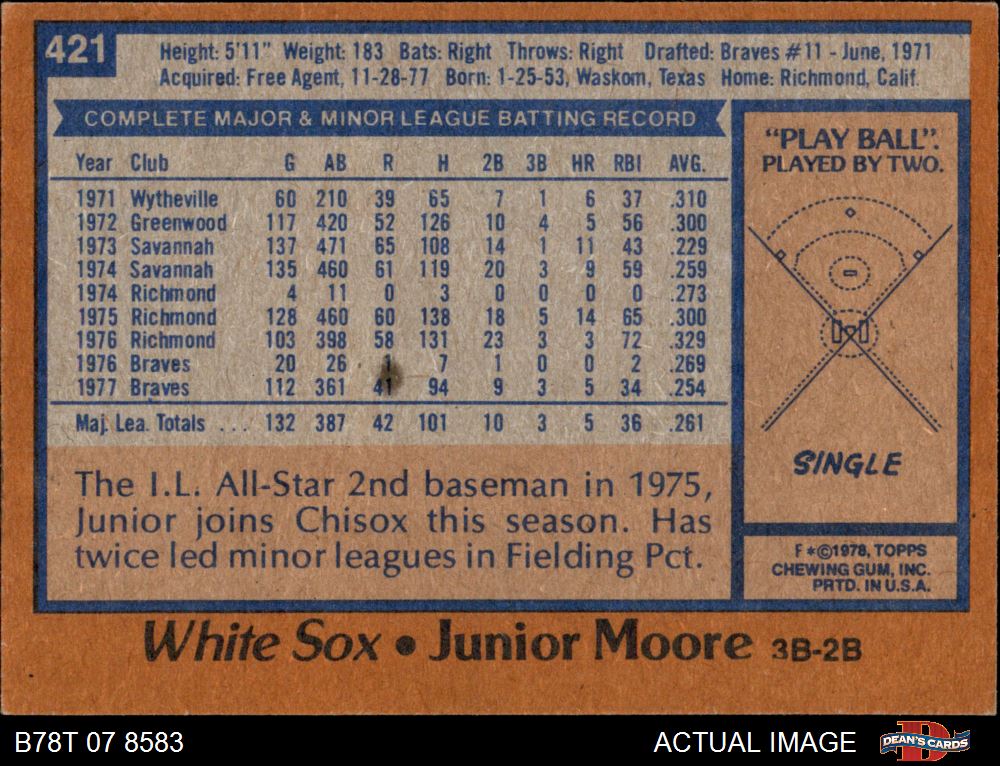 421
Height: 5'11" Weight: 183 Bats: Right Throws: Right Drafted: Braves #11 - June, 1971
Acquired: Free Agent, 11-28-77 Born: 1-25-53, Waskom, Texas Home: Richmond, Calif.
COMPLETE MAJOR & MINOR LEAGUE BATTING RECORD
Year Club G AB R H 2B 3B HR RBI AVG.
1971 Wytheville 60 210 39 65 7 1 6 37 .310
1972 Greenwood 117 420 52 126 10 4 5 56 .300
1973 Savannah 137 471 65 108 14 1 11 43 .229
1974 Savannah 135 460 61 119 20 3 9 59 .259
1974 Richmond 4 11 0 3 0 0 0 0 .273
1975 Richmond 128 460 60 138 18 5 14 65 .300
1976 Richmond 103 398 58 131 23 3 3 72 .329
1976 Braves 20 26 1 7 1 0 0 2 .269
1977 Braves 112 361 41 94 9 3 5 34 .254
Maj. Lea. Totals ... 132 387 42 101 10 3 5 36 .261
The I.L. All-Star 2nd baseman in 1975,
Junior joins Chisox this season. Has
twice led minor leagues in Fielding Pct.
"PLAY BALL".
PLAYED BY TWO.
SINGLE
F*©1978, TOPPS
CHEWING GUM, INC.
PRTD. IN U.S.A.
White Sox • Junior Moore 3B-2B
B78T 07 8583
ACTUAL IMAGE
D
DEAN'S CARDS